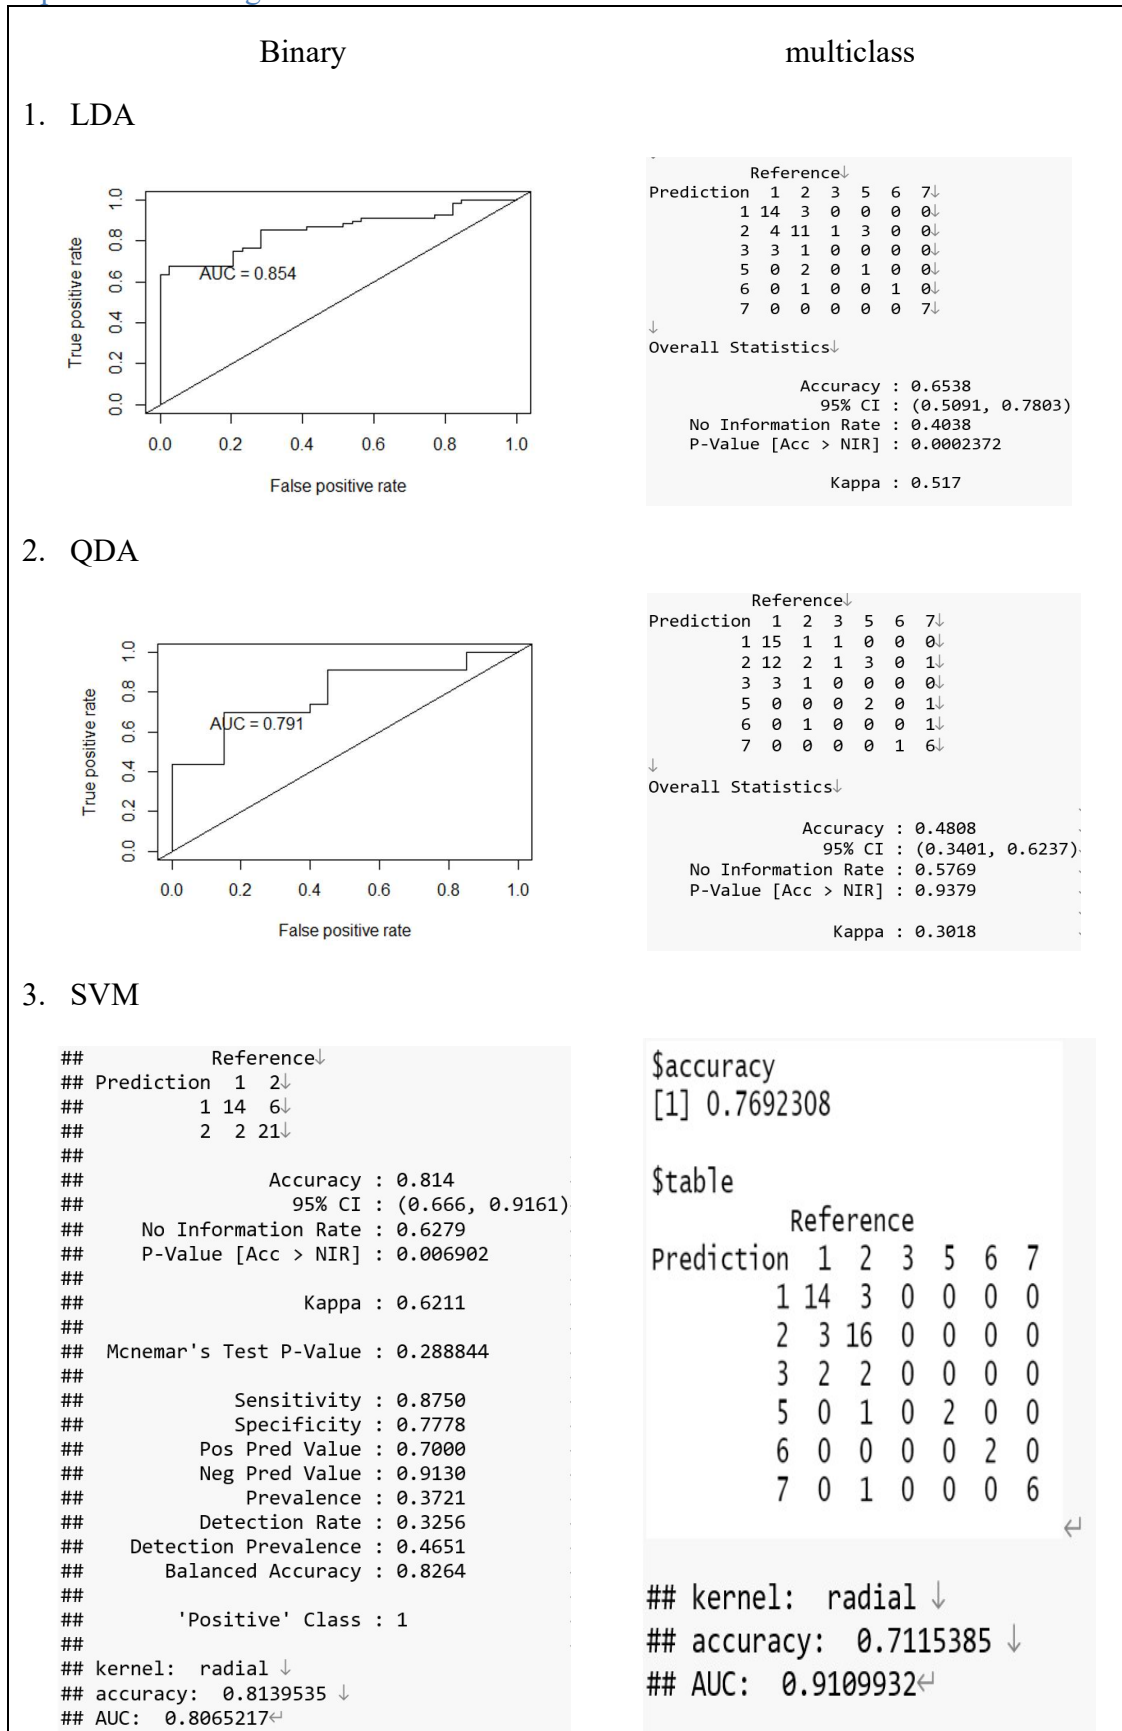 Binary multiclass
1. LDA
1.0
0.8
0.6
0.4
0.2
0.0
True positive rate
AUC = 0.854
0.0 0.2 0.4 0.6 0.8 1.0
False positive rate
Reference↓
Prediction 1 2 3 5 6 7↓
1 14 3 0 0 0 0↓
2 4 11 1 3 0 0↓
3 3 1 0 0 0 0↓
5 0 2 0 1 0 0↓
6 0 1 0 0 1 0↓
7 0 0 0 0 0 7↓
↓
Overall Statistics↓
Accuracy : 0.6538
95% CI : (0.5091, 0.7803)
No Information Rate : 0.4038
P-Value [Acc > NIR] : 0.0002372
Kappa : 0.517
2. QDA
1.0
0.8
0.6
0.4
0.2
0.0
True positive rate
AUC = 0.791
0.0 0.2 0.4 0.6 0.8 1.0
False positive rate
Reference↓
Prediction 1 2 3 5 6 7↓
1 15 1 1 0 0 0↓
2 12 2 1 3 0 1↓
3 3 1 0 0 0 0↓
5 0 0 0 2 0 1↓
6 0 1 0 0 0 1↓
7 0 0 0 0 1 6↓
↓
Overall Statistics↓
Accuracy : 0.4808
95% CI : (0.3401, 0.6237)
No Information Rate : 0.5769
P-Value [Acc > NIR] : 0.9379
Kappa : 0.3018
3. SVM
## Reference↓
## Prediction 1 2↓
## 1 14 6↓
## 2 2 21↓
##
## Accuracy : 0.814
## 95% CI : (0.666, 0.9161)
## No Information Rate : 0.6279
## P-Value [Acc > NIR] : 0.006902
##
## Kappa : 0.6211
##
## Mcnemar's Test P-Value : 0.288844
##
## Sensitivity : 0.8750
## Specificity : 0.7778
## Pos Pred Value : 0.7000
## Neg Pred Value : 0.9130
## Prevalence : 0.3721
## Detection Rate : 0.3256
## Detection Prevalence : 0.4651
## Balanced Accuracy : 0.8264
##
## 'Positive' Class : 1
##
## kernel: radial ↓
## accuracy: 0.8139535 ↓
## AUC: 0.8065217↵
$accuracy
[1] 0.7692308
$table
Reference
Prediction 1 2 3 5 6 7
1 14 3 0 0 0 0
2 3 16 0 0 0 0
3 2 2 0 0 0 0
5 0 1 0 2 0 0
6 0 0 0 0 2 0
7 0 1 0 0 0 6
↵
## kernel: radial ↓
## accuracy: 0.7115385 ↓
## AUC: 0.9109932↵